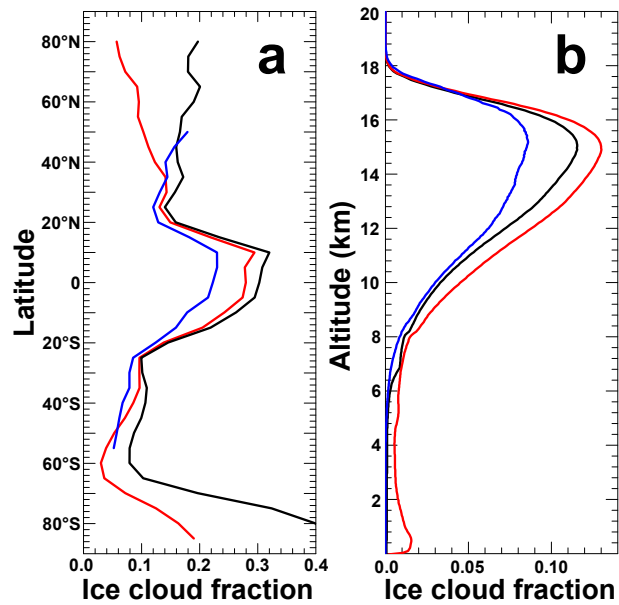 a
80°N
60°N
40°N
20°N
0
20°S
40°S
60°S
80°S
Latitude
0.0 0.1 0.2 0.3 0.4
Ice cloud fraction
b
20
18
16
14
12
10
8
6
4
2
Altitude (km)
0.0 0.05 0.10
Ice cloud fraction